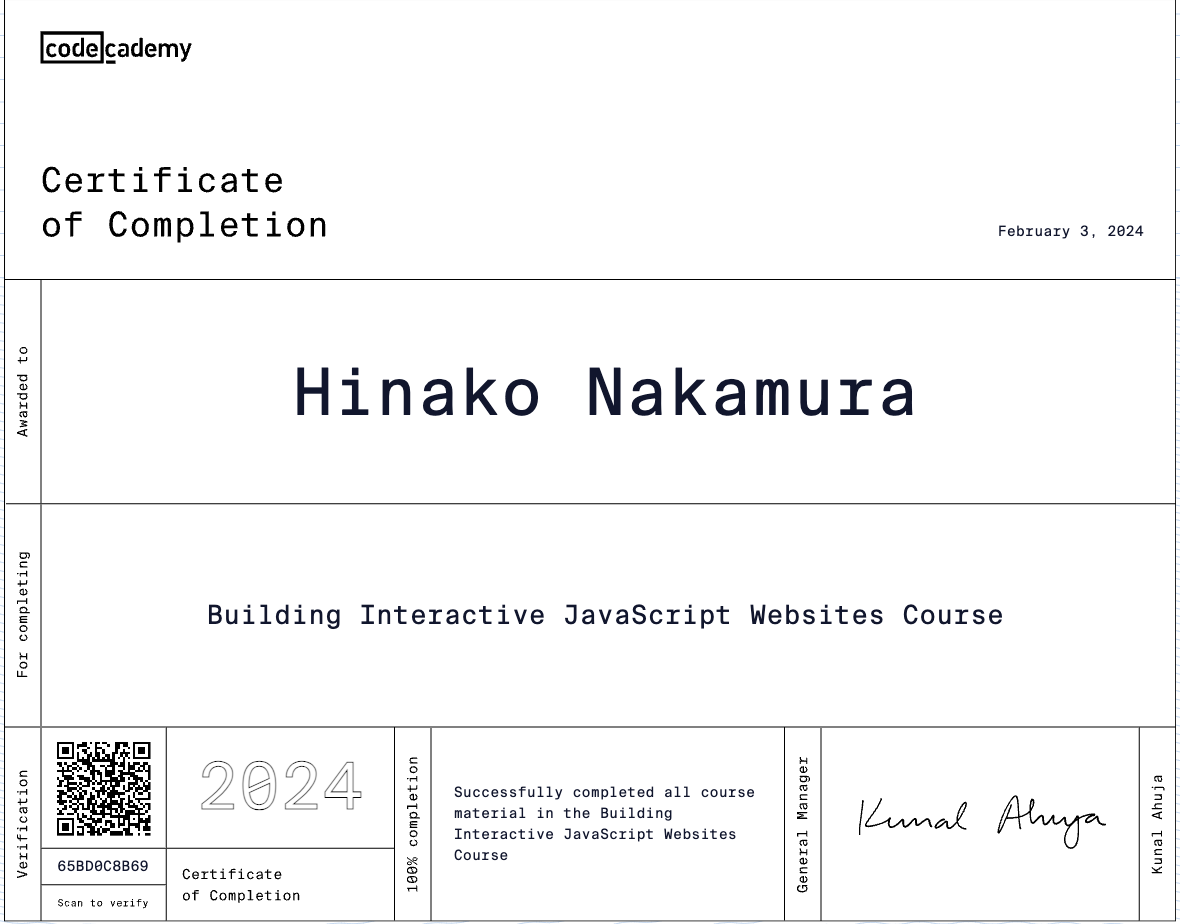 codecademy
Certificate
of Completion
February 3, 2024
Awarded to
Hinako Nakamura
For completing
Building Interactive JavaScript Websites Course
Verification
65BD0C8B69
Scan to verify
2024
Certificate
of Completion
100% completion
Successfully completed all course
material in the Building
Interactive JavaScript Websites
Course
General Manager
Kunal Ahuja
Kunal Ahuja